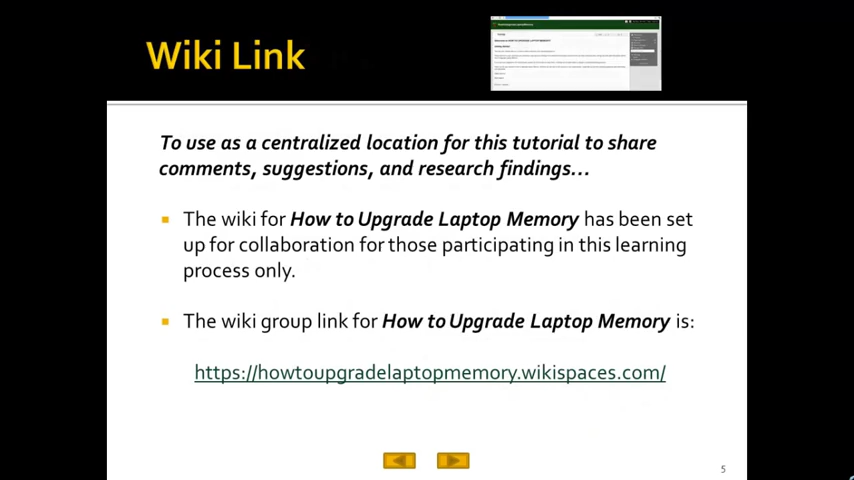 Wiki Link
To use as a centralized location for this tutorial to share
comments, suggestions, and research findings...
The wiki for How to Upgrade Laptop Memory has been set
up for collaboration for those participating in this learning
process only.
The wiki group link for How to Upgrade Laptop Memory is:
https://howtoupgradelaptopmemory.wikispaces.com/
5